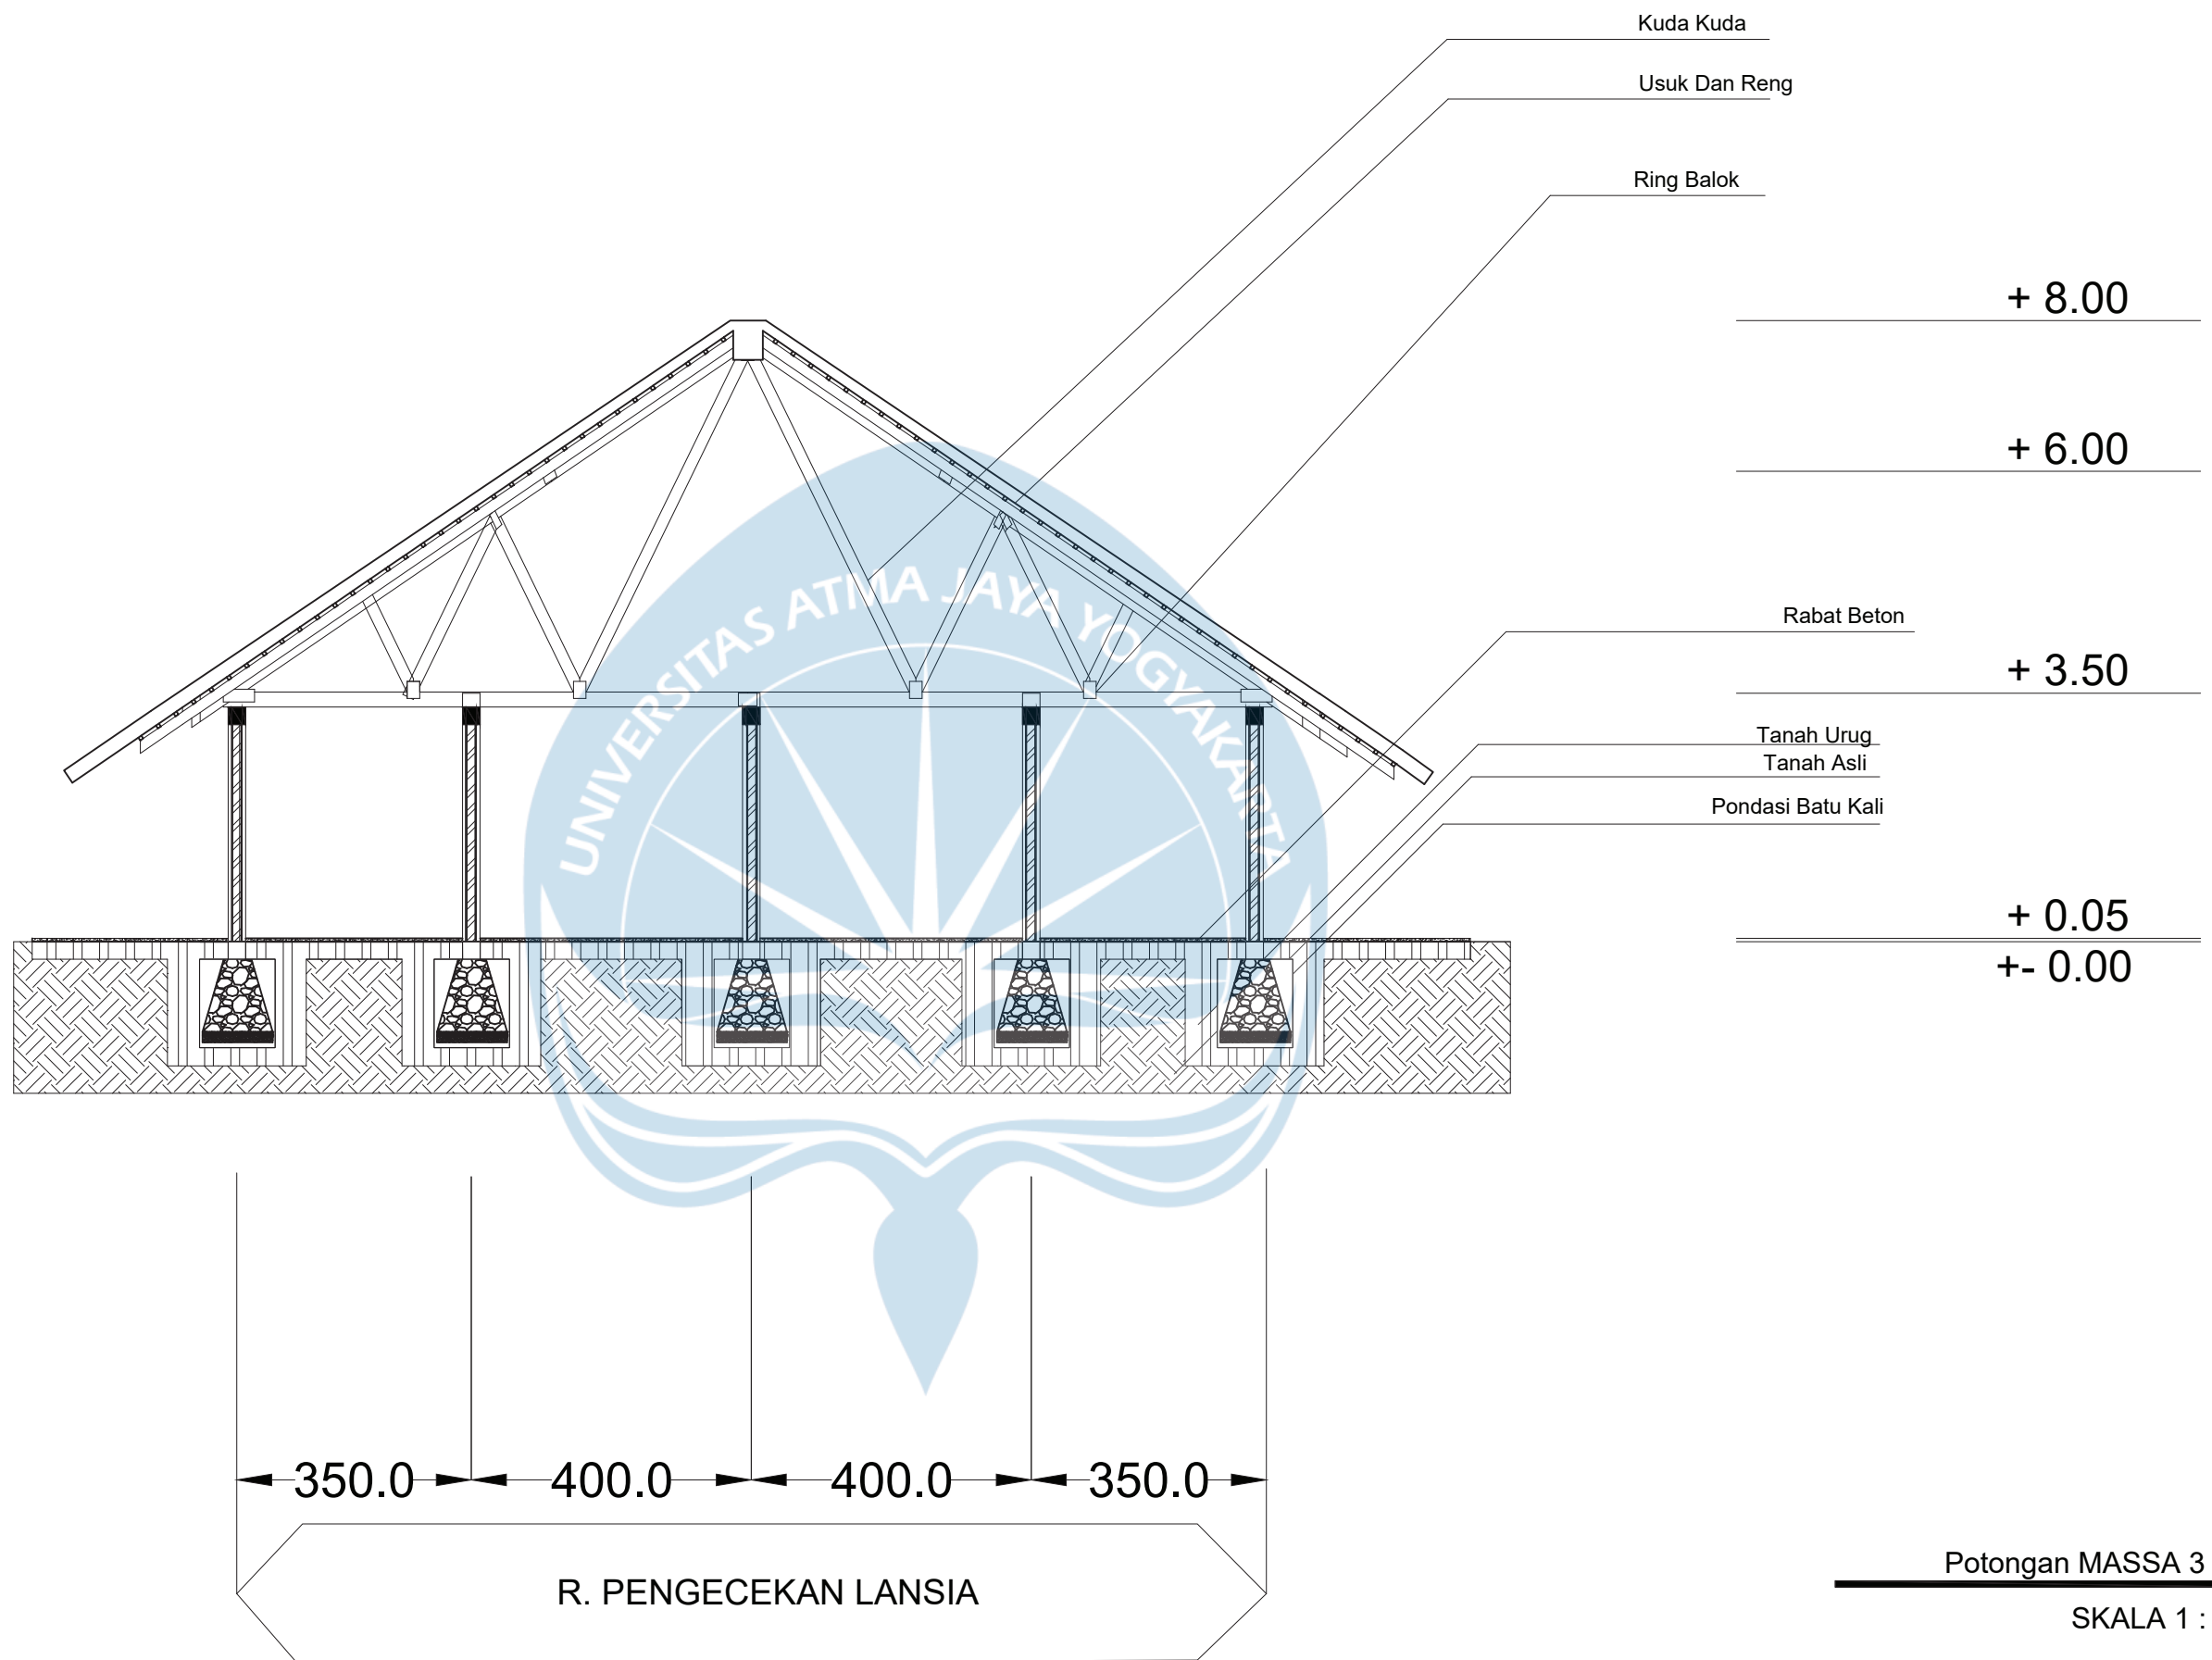 Kuda Kuda
Usuk Dan Reng
Ring Balok
+ 8.00
+ 6.00
Rabat Beton
+ 3.50
Tanah Urug
Tanah Asli
Pondasi Batu Kali
+ 0.05
+- 0.00
UNIVERSITAS ATMA JAYA YOGYAKARTA
350.0 400.0 400.0 350.0
R. PENGECEKAN LANSIA
Potongan MASSA 3
SKALA 1 :